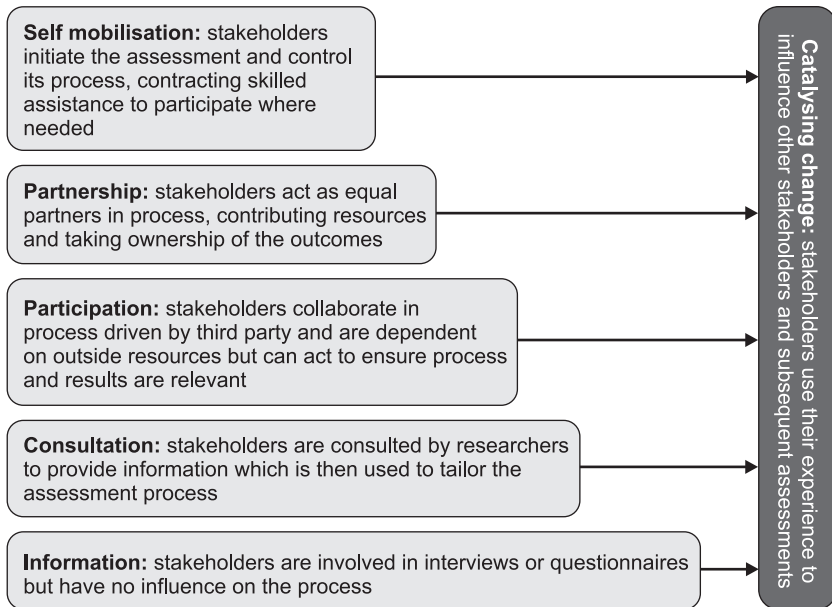 Self mobilisation: stakeholders
initiate the assessment and control
its process, contracting skilled
assistance to participate where
needed
Partnership: stakeholders act as equal
partners in process, contributing resources
and taking ownership of the outcomes
Participation: stakeholders collaborate in
process driven by third party and are dependent
on outside resources but can act to ensure process
and results are relevant
Consultation: stakeholders are consulted by researchers
to provide information which is then used to tailor the
assessment process
Information: stakeholders are involved in interviews or questionnaires
but have no influence on the process
Catalysing change: stakeholders use their experience to
influence other stakeholders and subsequent assessments